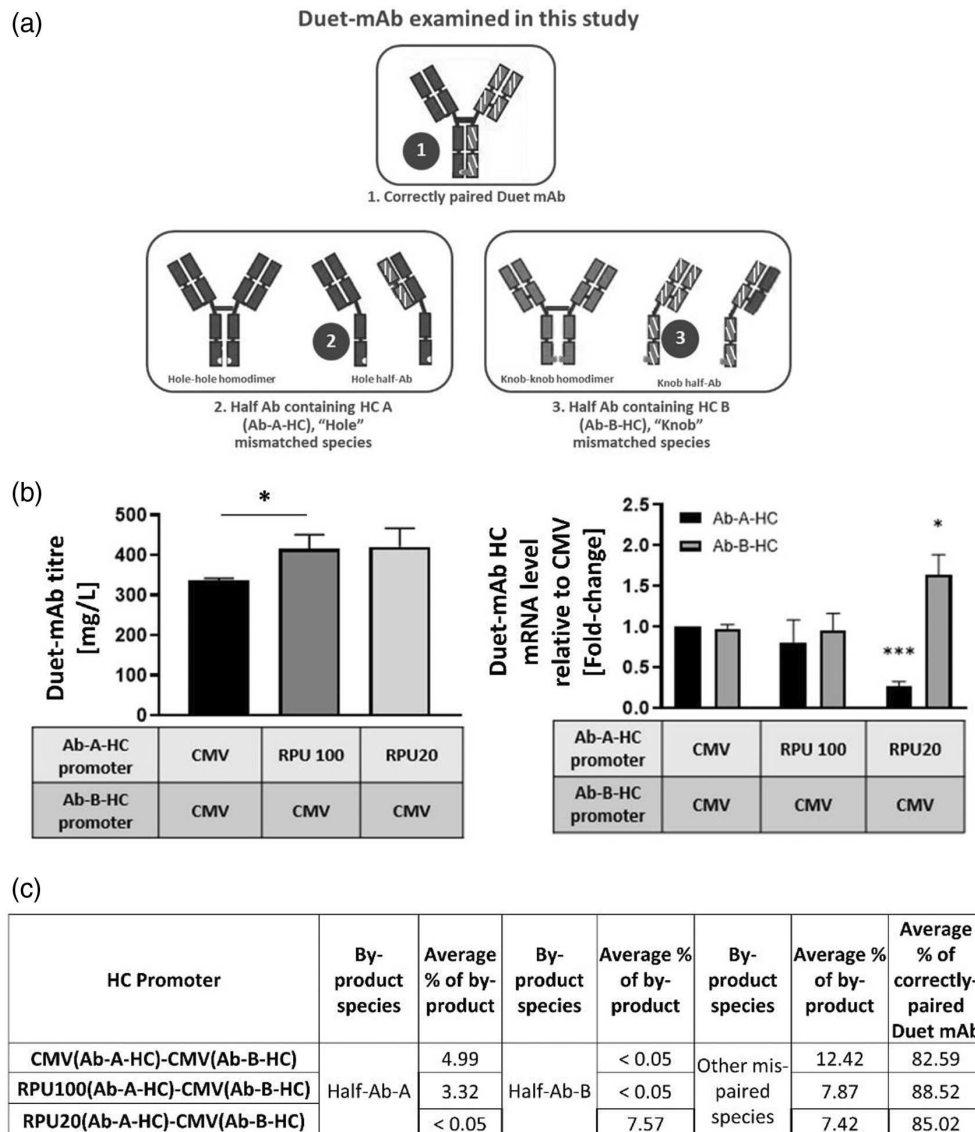 (a)
Duet-mAb examined in this study
1
1. Correctly paired Duet mAb
2
Hole-hole homodimer
Hole half-Ab
2. Half Ab containing HC A
(Ab-A-HC), “Hole”
mismatched species
3
Knob-knob homodimer
Knob half-Ab
3. Half Ab containing HC B
(Ab-B-HC), “Knob”
mismatched species
(b)
Duet-mAb titre
[mg/L]
500
400
300
200
100
0
*
Ab-A-HC
promoter
CMV
RPU 100
RPU20
Ab-B-HC
promoter
CMV
CMV
CMV
Duet-mAb HC
mRNA level
relative to CMV
[Fold-change]
2.5
2.0
1.5
1.0
0.5
0.0
Ab-A-HC
Ab-B-HC
***
*
Ab-A-HC
promoter
CMV
RPU 100
RPU20
Ab-B-HC
promoter
CMV
CMV
CMV
(c)
HC Promoter
By-
product
species
Average
% of by-
product
By-
product
species
Average %
of by-
product
By-
product
species
Average %
of by-
product
Average
% of
correctly-
paired
Duet mAb
CMV(Ab-A-HC)-CMV(Ab-B-HC)
Half-Ab-A
4.99
Half-Ab-B
< 0.05
Other mis-
paired
species
12.42
82.59
RPU100(Ab-A-HC)-CMV(Ab-B-HC)
3.32
< 0.05
7.87
88.52
RPU20(Ab-A-HC)-CMV(Ab-B-HC)
< 0.05
7.57
7.42
85.02